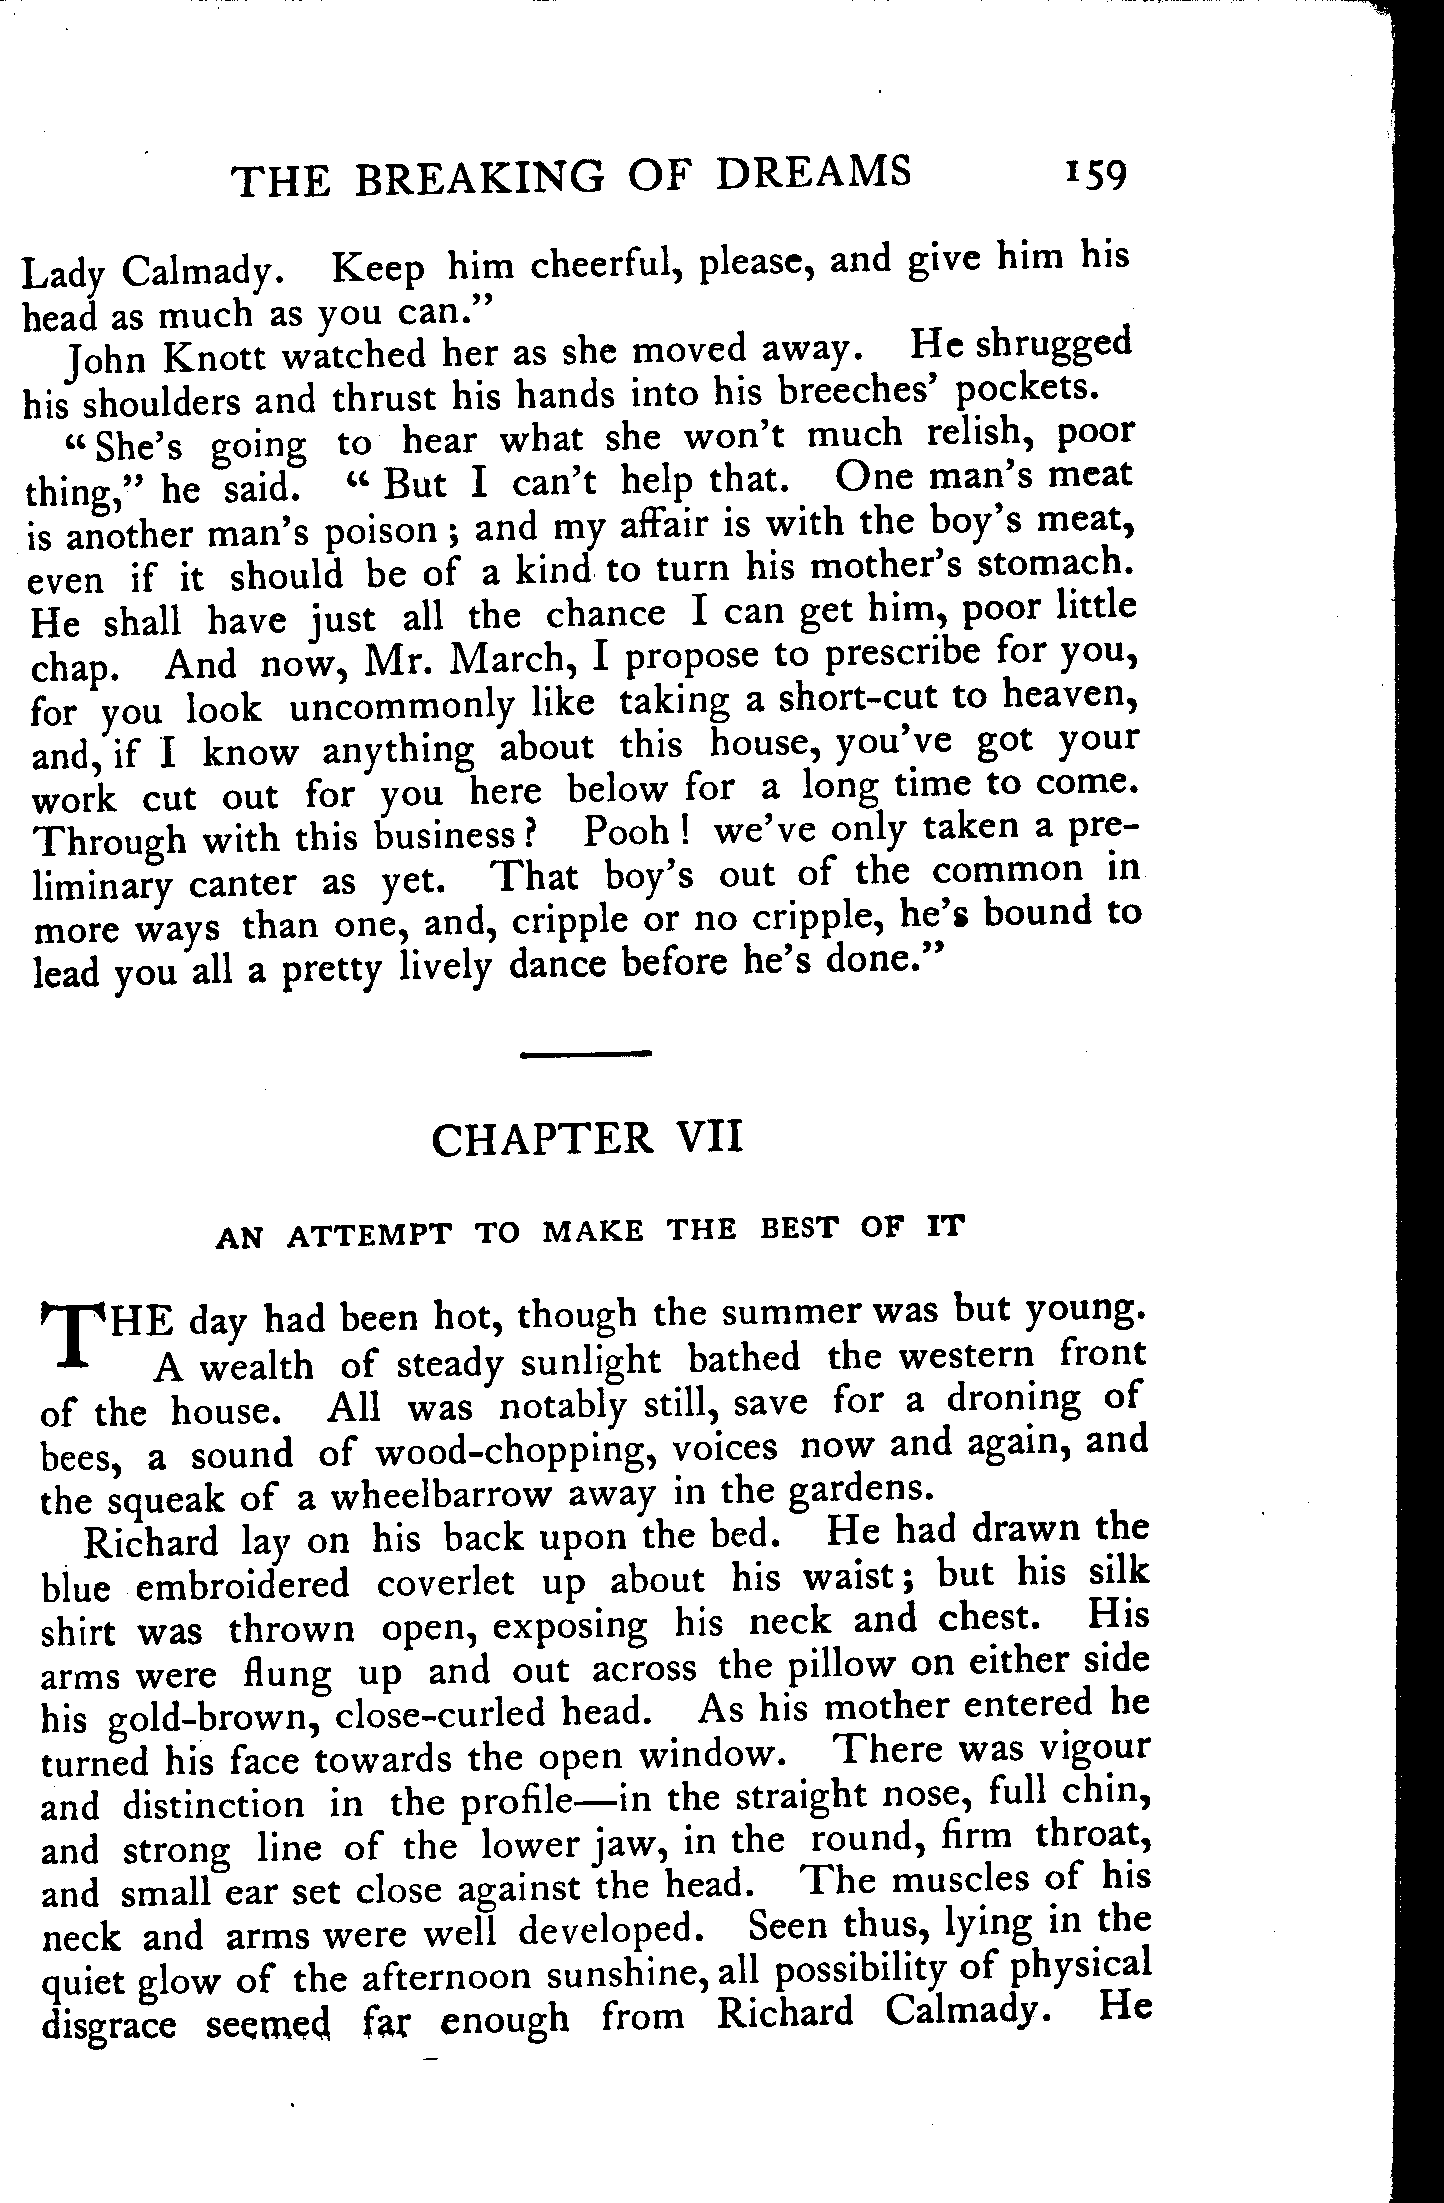 THE BREAKING OF DREAMS 159
Lady Calmady. Keep him cheerful, please, and give him his
head as much as you can.”
John Knott watched her as she moved away. He shrugged
his shoulders and thrust his hands into his breeches’ pockets.
“She’s going to hear what she won’t much relish, poor
thing,” he said. “But I can’t help that. One man’s meat
is another man’s poison; and my affair is with the boy’s meat,
even if it should be of a kind to turn his mother’s stomach.
He shall have just all the chance I can get him, poor little
chap. And now, Mr. March, I propose to prescribe for you,
for you look uncommonly like taking a short-cut to heaven,
and, if I know anything about this house, you’ve got your
work cut out for you here below for a long time to come.
Through with this business? Pooh! we’ve only taken a pre-
liminary canter as yet. That boy’s out of the common in
more ways than one, and, cripple or no cripple, he’s bound to
lead you all a pretty lively dance before he’s done.”
CHAPTER VII
AN ATTEMPT TO MAKE THE BEST OF IT
THE day had been hot, though the summer was but young.
A wealth of steady sunlight bathed the western front
of the house. All was notably still, save for a droning of
bees, a sound of wood-chopping, voices now and again, and
the squeak of a wheelbarrow away in the gardens.
Richard lay on his back upon the bed. He had drawn the
blue embroidered coverlet up about his waist; but his silk
shirt was thrown open, exposing his neck and chest. His
arms were flung up and out across the pillow on either side
his gold-brown, close-curled head. As his mother entered he
turned his face towards the open window. There was vigour
and distinction in the profile—in the straight nose, full chin,
and strong line of the lower jaw, in the round, firm throat,
and small ear set close against the head. The muscles of his
neck and arms were well developed. Seen thus, lying in the
quiet glow of the afternoon sunshine, all possibility of physical
disgrace seemed far enough from Richard Calmady. He